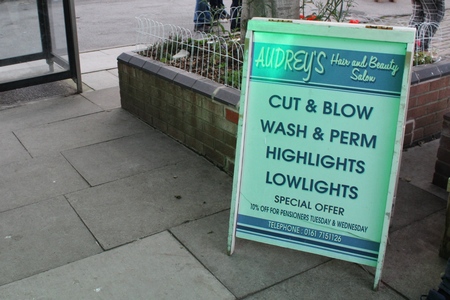 AUDREY'S Hair and Beauty
Salon
CUT & BLOW
WASH & PERM
HIGHLIGHTS
LOWLIGHTS
SPECIAL OFFER
10% OFF FOR PENSIONERS TUESDAY & WEDNESDAY
TELEPHONE: 0161 7151126